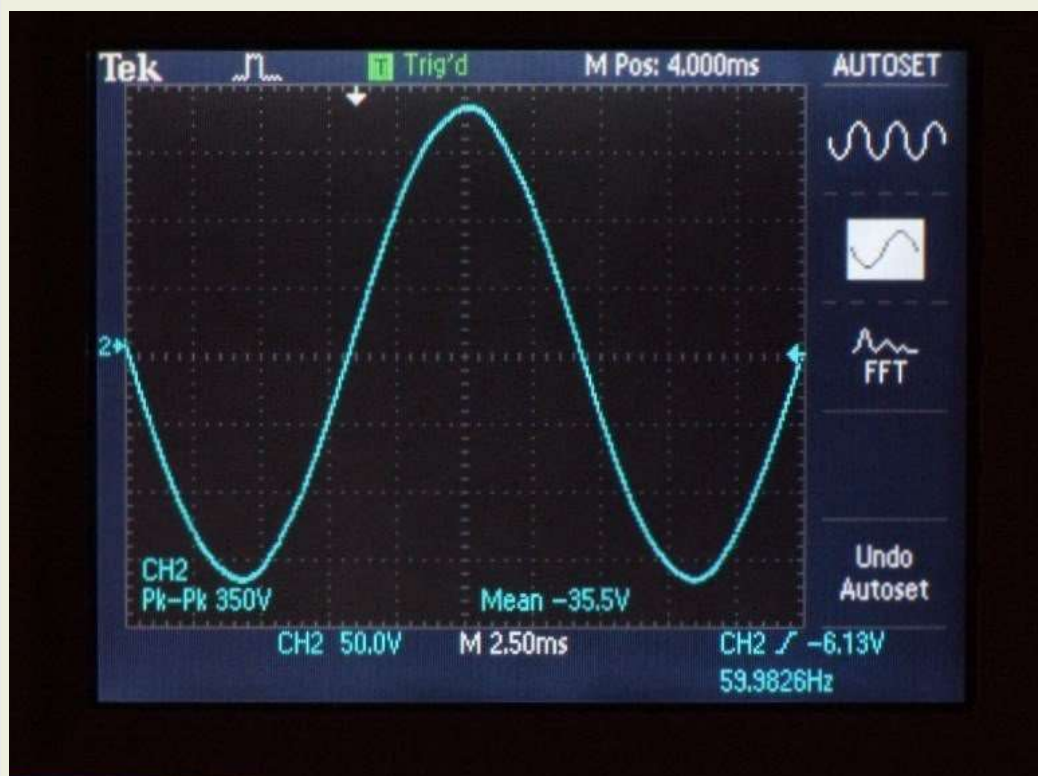 Tek T Trig'd M Pos: 4.000ms AUTOSET
2
FFT
CH2
Pk-Pk 350V Mean -35.5V
Undo
Autoset
CH2 50.0V M 2.50ms CH2 -6.13V
59.9826Hz